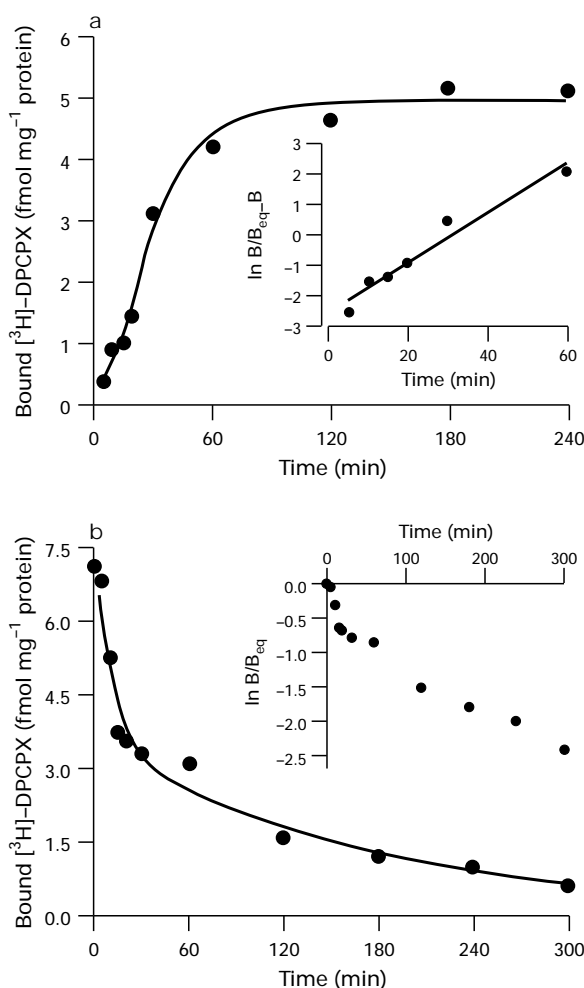 a
6
5
4
3
2
1
0
Bound [³H]–DPCPX (fmol mg⁻¹ protein)
0 60 120 180 240
Time (min)
3
2
1
0
−1
−2
−3
ln B/B_eq–B
0 20 40 60
Time (min)
b
7.5
6.0
4.5
3.0
1.5
0.0
Bound [³H]–DPCPX (fmol mg⁻¹ protein)
0 60 120 180 240 300
Time (min)
Time (min)
0 100 200 300
0.0
−0.5
−1.0
−1.5
−2.0
−2.5
ln B/B_eq